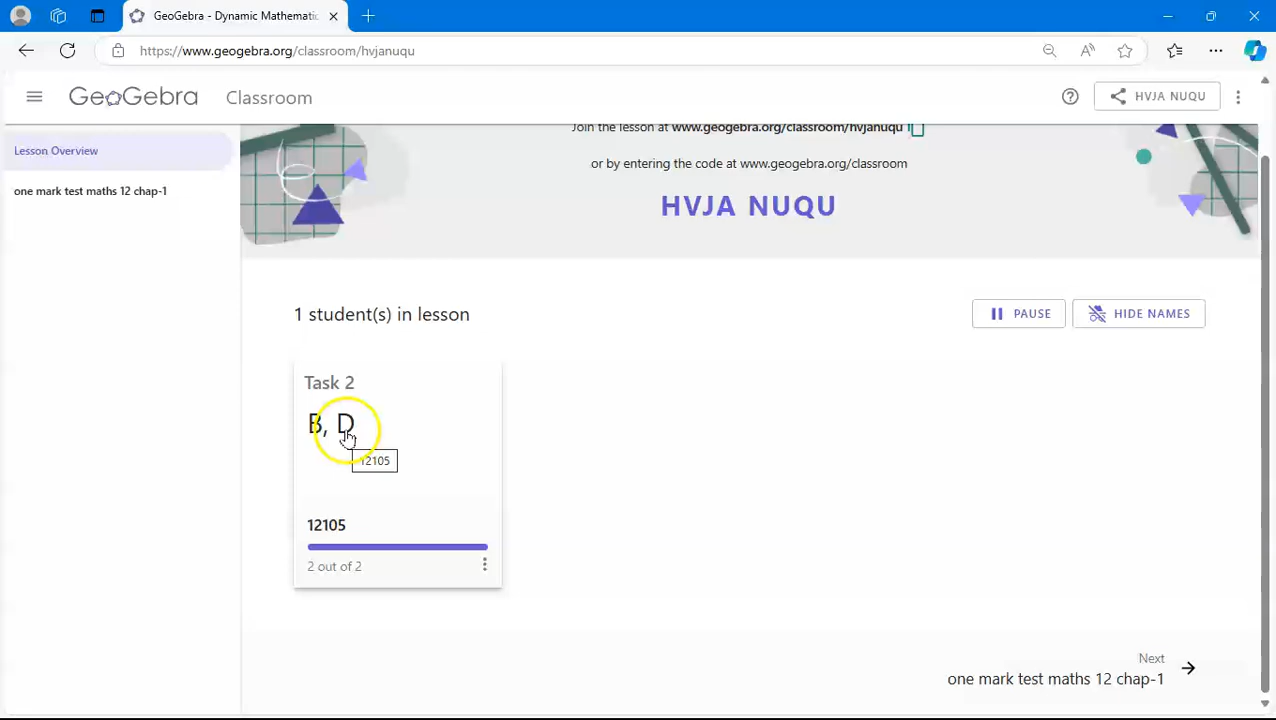 GeoGebra - Dynamic Mathematic
https://www.geogebra.org/classroom/hvjanuqu
GeoGebra Classroom
HVJA NUQU
Lesson Overview
one mark test maths 12 chap-1
Join the lesson at www.geogebra.org/classroom/hvjanuqu
or by entering the code at www.geogebra.org/classroom
HVJA NUQU
1 student(s) in lesson
PAUSE
HIDE NAMES
Task 2
B, D
12105
12105
2 out of 2
Next
one mark test maths 12 chap-1